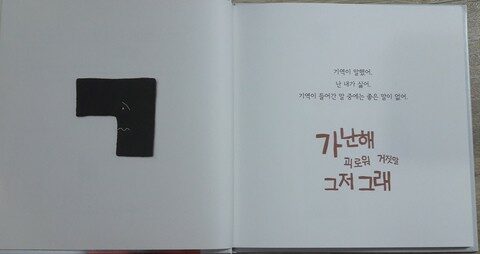 기역이 말했어.
난 내가 싫어.
기역이 들어간 말 중에는 좋은 말이 없어.
가난해
괴로워 거짓말
그저 그래